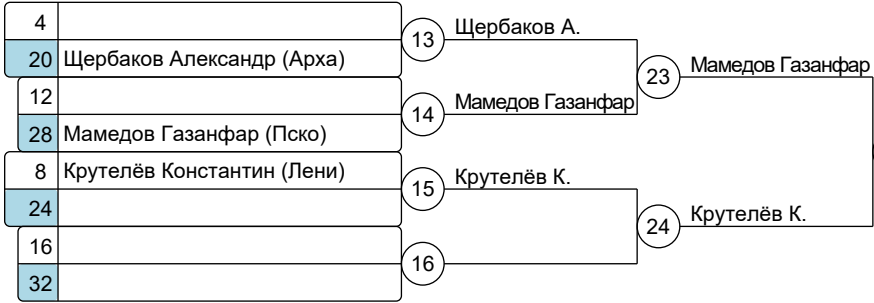 4
13 Щербаков А.
20 Щербаков Александр (Арха)
23 Мамедов Газанфар
12
14 Мамедов Газанфар
28 Мамедов Газанфар (Пско)
8 Крутелёв Константин (Лени)
15 Крутелёв К.
24
24 Крутелёв К.
16
16
32